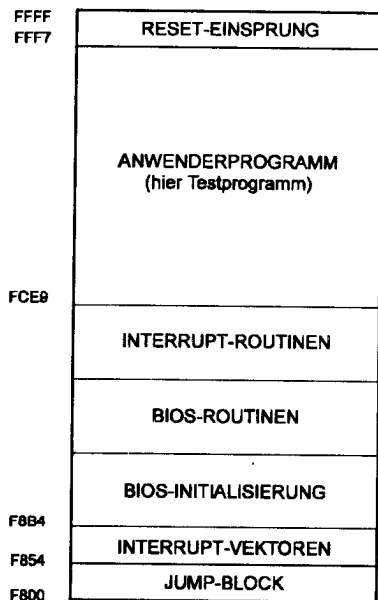 FFFF
RESET-EINSPRUNG
FFF7
ANWENDERPROGRAMM
(hier Testprogramm)
FCE9
INTERRUPT-ROUTINEN
BIOS-ROUTINEN
BIOS-INITIALISIERUNG
F8B4
INTERRUPT-VEKTOREN
F854
JUMP-BLOCK
F800